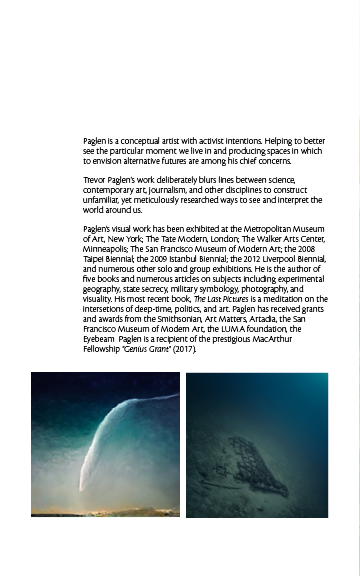 Paglen is a conceptual artist with activist intentions. Helping to better
see the particular moment we live in and producing spaces in which
to envision alternative futures are among his chief concerns.
Trevor Paglen's work deliberately blurs lines between science,
contemporary art, journalism, and other disciplines to construct
unfamiliar, yet meticulously researched ways to see and interpret the
world around us.
Paglen's visual work has been exhibited at the Metropolitan Museum
of Art, New York; The Tate Modern, London; The Walker Arts Center,
Minneapolis; The San Francisco Museum of Modern Art; the 2008
Taipei Biennial; the 2009 Istanbul Biennial; the 2012 Liverpool Biennial,
and numerous other solo and group exhibitions. He is the author of
five books and numerous articles on subjects including experimental
geography, state secrecy, military symbology, photography, and
visuality. His most recent book, The Last Pictures is a meditation on the
intersetions of deep-time, politics, and art. Paglen has received grants
and awards from the Smithsonian, Art Matters, Artadia, the San
Francisco Museum of Modern Art, the LUMA foundation, the
Eyebeam Paglen is a recipient of the prestigious MacArthur
Fellowship "Genius Grant" (2017).